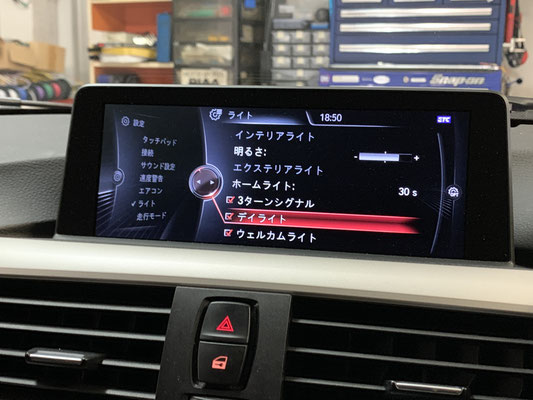 Snap-on
設定
ライト
18:50
ETC
タッチパッド
接続
サウンド設定
速度警告
エアコン
✓ライト
走行モード
インテリアライト
明るさ:
- +
エクステリアライト
ホームライト: 30 s
3ターンシグナル
デイライト
ウェルカムライト